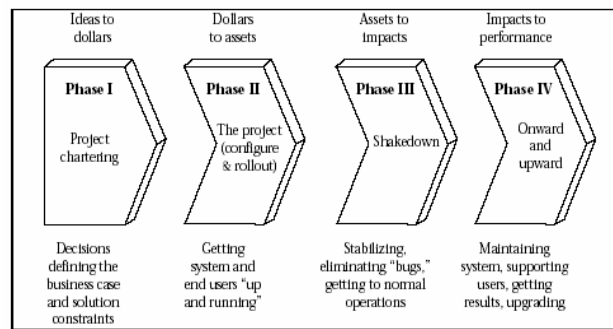 Ideas to
dollars
Dollars
to assets
Assets to
impacts
Impacts to
performance
Phase I
Project
chartering
Phase II
The project
(configure
& rollout)
Phase III
Shakedown
Phase IV
Onward
and
upward
Decisions
defining the
business case
and solution
constraints
Getting
system and
end users “up
and running”
Stabilizing,
eliminating “bugs,”
getting to normal
operations
Maintaining
system, supporting
users, getting
results, upgrading